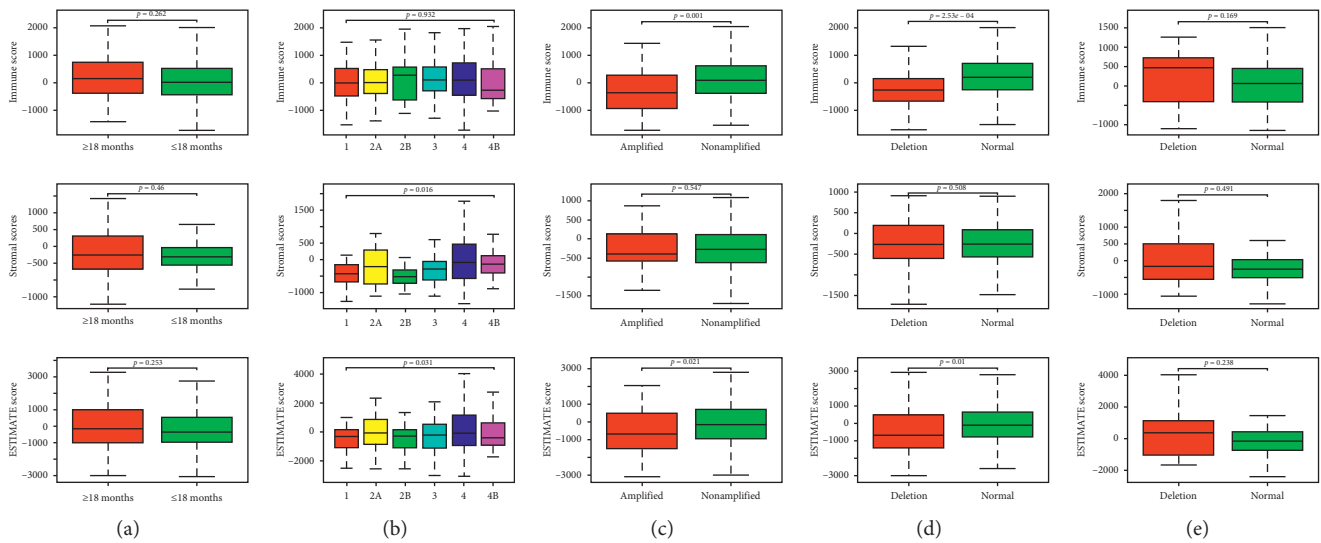 p = 0.262
Immune score
2000
1000
0
−1000
≥18 months
≤18 months
p = 0.932
Immune score
2000
1000
0
−1000
1
2A
2B
3
4
4B
p = 0.001
Immune score
2000
1000
0
−1000
Amplified
Nonamplified
p = 2.53e − 04
Immune score
2000
1000
0
−1000
Deletion
Normal
p = 0.169
Immune score
1500
1000
500
0
−1000
Deletion
Normal
p = 0.46
Stromal scores
1000
500
0
−500
−1000
≥18 months
≤18 months
p = 0.016
Stromal scores
1500
500
0
−1000
1
2A
2B
3
4
4B
p = 0.547
Stromal scores
1000
500
0
−500
−1500
Amplified
Nonamplified
p = 0.508
Stromal scores
1000
500
0
−500
−1500
Deletion
Normal
p = 0.491
Stromal scores
2000
1000
500
0
−1000
Deletion
Normal
p = 0.253
ESTIMATE score
3000
1000
0
−1000
−3000
≥18 months
≤18 months
p = 0.031
ESTIMATE score
4000
2000
0
−2000
1
2A
2B
3
4
4B
p = 0.021
ESTIMATE score
3000
1000
0
−1000
−3000
Amplified
Nonamplified
p = 0.01
ESTIMATE score
3000
1000
0
−1000
−3000
Deletion
Normal
p = 0.238
ESTIMATE score
4000
2000
0
−2000
Deletion
Normal
(a)
(b)
(c)
(d)
(e)